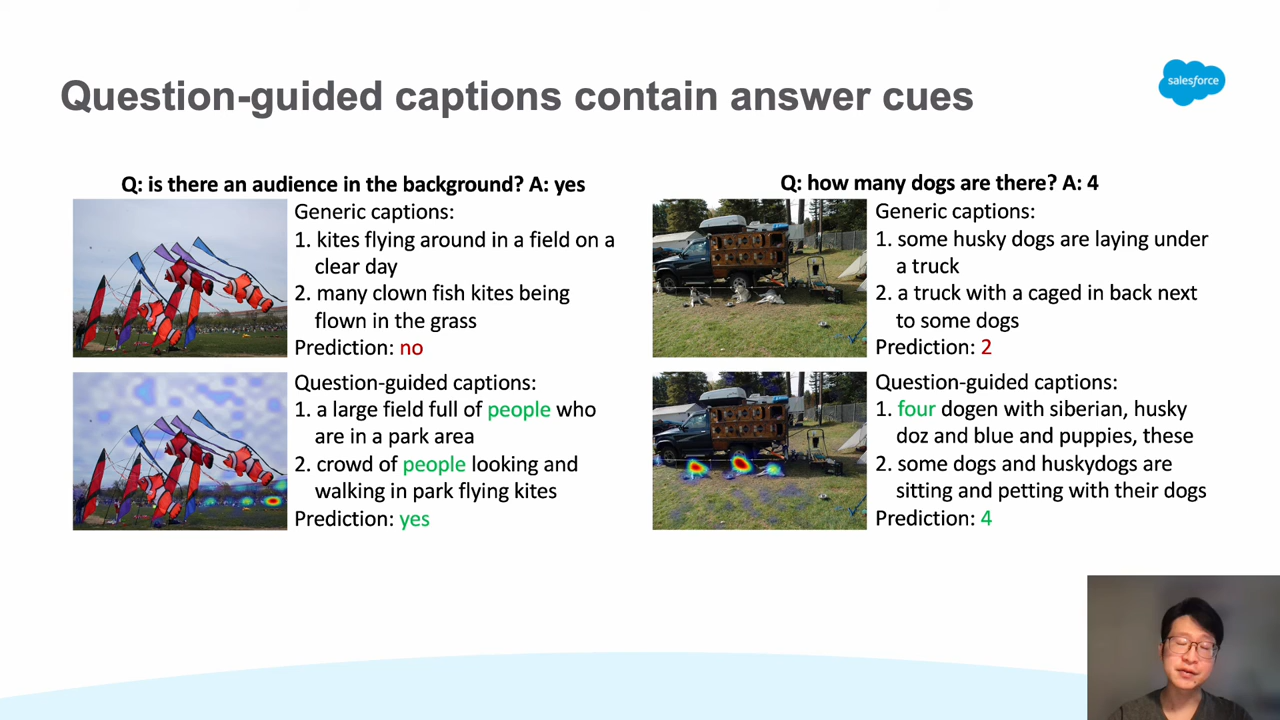 Question-guided captions contain answer cues
salesforce
Q: is there an audience in the background? A: yes
Generic captions:
1. kites flying around in a field on a
clear day
2. many clown fish kites being
flown in the grass
Prediction: no
Question-guided captions:
1. a large field full of people who
are in a park area
2. crowd of people looking and
walking in park flying kites
Prediction: yes
Q: how many dogs are there? A: 4
Generic captions:
1. some husky dogs are laying under
a truck
2. a truck with a caged in back next
to some dogs
Prediction: 2
Question-guided captions:
1. four dogen with siberian, husky
doz and blue and puppies, these
2. some dogs and huskydogs are
sitting and petting with their dogs
Prediction: 4